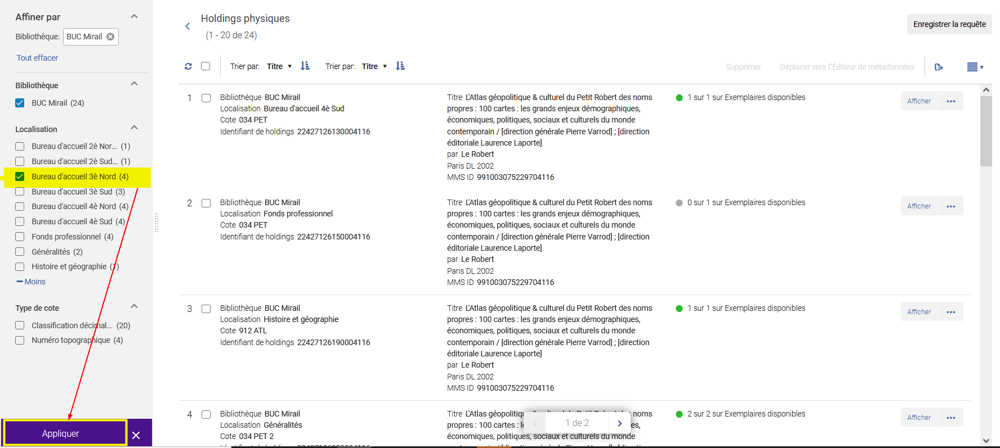 Affiner par
Bibliothèque: BUC Mirail
Tout effacer
Bibliothèque
BUC Mirail (24)
Localisation
Bureau d'accueil 2è Nor... (1)
Bureau d'accueil 2è Sud... (1)
Bureau d'accueil 3è Nord (4)
Bureau d'accueil 3è Sud (3)
Bureau d'accueil 4è Nord (4)
Bureau d'accueil 4è Sud (4)
Fonds professionnel (4)
Généralités (2)
Histoire et géographie (1)
Moins
Type de cote
Classification décimal... (20)
Numéro topographique (4)
Appliquer
Holdings physiques
(1 - 20 de 24)
Enregistrer la requête
Trier par: Titre Trier par: Titre
Supprimer Déplacer vers l'Éditeur de métadonnées
1
Bibliothèque BUC Mirail
Localisation Bureau d'accueil 4è Sud
Cote 034 PET
Identifiant de holdings 22427126130004116
Titre L'Atlas géopolitique & culturel du Petit Robert des noms
propres : 100 cartes : les grands enjeux démographiques,
économiques, politiques, sociaux et culturels du monde
contemporain / [direction générale Pierre Varrod] ; [direction
éditoriale Laurence Laporte]
par Le Robert
Paris DL 2002
MMS ID 991003075229704116
1 sur 1 sur Exemplaires disponibles
Afficher
2
Bibliothèque BUC Mirail
Localisation Fonds professionnel
Cote 034 PET
Identifiant de holdings 22427126150004116
Titre L'Atlas géopolitique & culturel du Petit Robert des noms
propres : 100 cartes : les grands enjeux démographiques,
économiques, politiques, sociaux et culturels du monde
contemporain / [direction générale Pierre Varrod] ; [direction
éditoriale Laurence Laporte]
par Le Robert
Paris DL 2002
MMS ID 991003075229704116
0 sur 1 sur Exemplaires disponibles
Afficher
3
Bibliothèque BUC Mirail
Localisation Histoire et géographie
Cote 912 ATL
Identifiant de holdings 22427126190004116
Titre L'Atlas géopolitique & culturel du Petit Robert des noms
propres : 100 cartes : les grands enjeux démographiques,
économiques, politiques, sociaux et culturels du monde
contemporain / [direction générale Pierre Varrod] ; [direction
éditoriale Laurence Laporte]
par Le Robert
Paris DL 2002
MMS ID 991003075229704116
1 sur 1 sur Exemplaires disponibles
Afficher
4
Bibliothèque BUC Mirail
Localisation Généralités
Cote 034 PET 2
Titre L'Atlas géopolitique & culturel du Petit Robert des noms
propres : 100 cartes : les démographiques,
économiques, politiques, sociaux et culturels du monde
2 sur 2 sur Exemplaires disponibles
Afficher
1 de 2